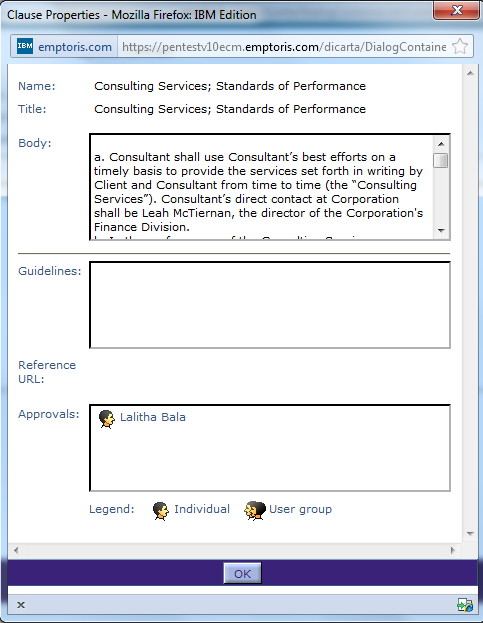 Clause Properties - Mozilla Firefox: IBM Edition
IBM emptoris.com https://pentestv10ecm.emptoris.com/dicarta/DialogContaine
Name: Consulting Services; Standards of Performance
Title: Consulting Services; Standards of Performance
Body:
a. Consultant shall use Consultant’s best efforts on a
timely basis to provide the services set forth in writing by
Client and Consultant from time to time (the “Consulting
Services”). Consultant’s direct contact at Corporation
shall be Leah McTiernan, the director of the Corporation's
Finance Division.
Guidelines:
Reference
URL:
Approvals: Lalitha Bala
Legend: Individual User group
OK
x